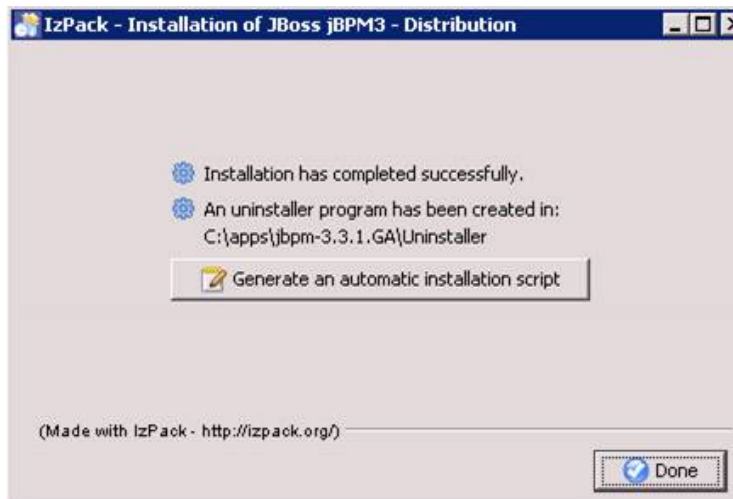 IzPack - Installation of JBoss jBPM3 - Distribution
Installation has completed successfully.
An uninstaller program has been created in:
C:\apps\jbpm-3.3.1.GA\Uninstaller
Generate an automatic installation script
(Made with IzPack - http://izpack.org/)
Done